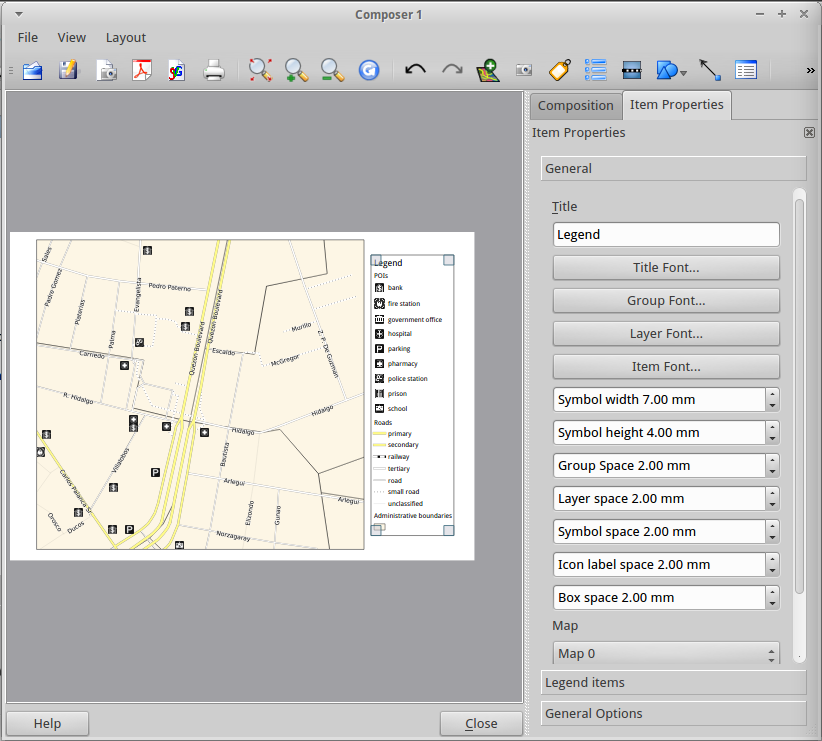 Composer 1
File View Layout
Composition Item Properties
Item Properties
General
Title
Legend
Title Font...
Group Font...
Layer Font...
Item Font...
Symbol width 7.00 mm
Symbol height 4.00 mm
Group Space 2.00 mm
Layer space 2.00 mm
Symbol space 2.00 mm
Icon label space 2.00 mm
Box space 2.00 mm
Map
Map 0
Legend items
General Options
Salas
Pedro Gomez
Platerias
Palma
Evangelista
Pedro Paterno
Quezon Boulevard
Quezon Boulevard
Murillo
Z. P. De Guzman
McGregor
Escaldo
Carriedo
R. Hidalgo
Hidalgo
Hidalgo
Villalobos
Bautista
Carlos Palanca Sr.
Arlegui
Arlegui
Elizondo
Gunao
Orosco
Ducos
Norzagaray
Legend
POIs
bank
fire station
government office
hospital
parking
P
pharmacy
police station
prison
school
Roads
primary
secondary
railway
tertiary
road
small road
unclassified
Administrative boundaries
P
P
Help Close